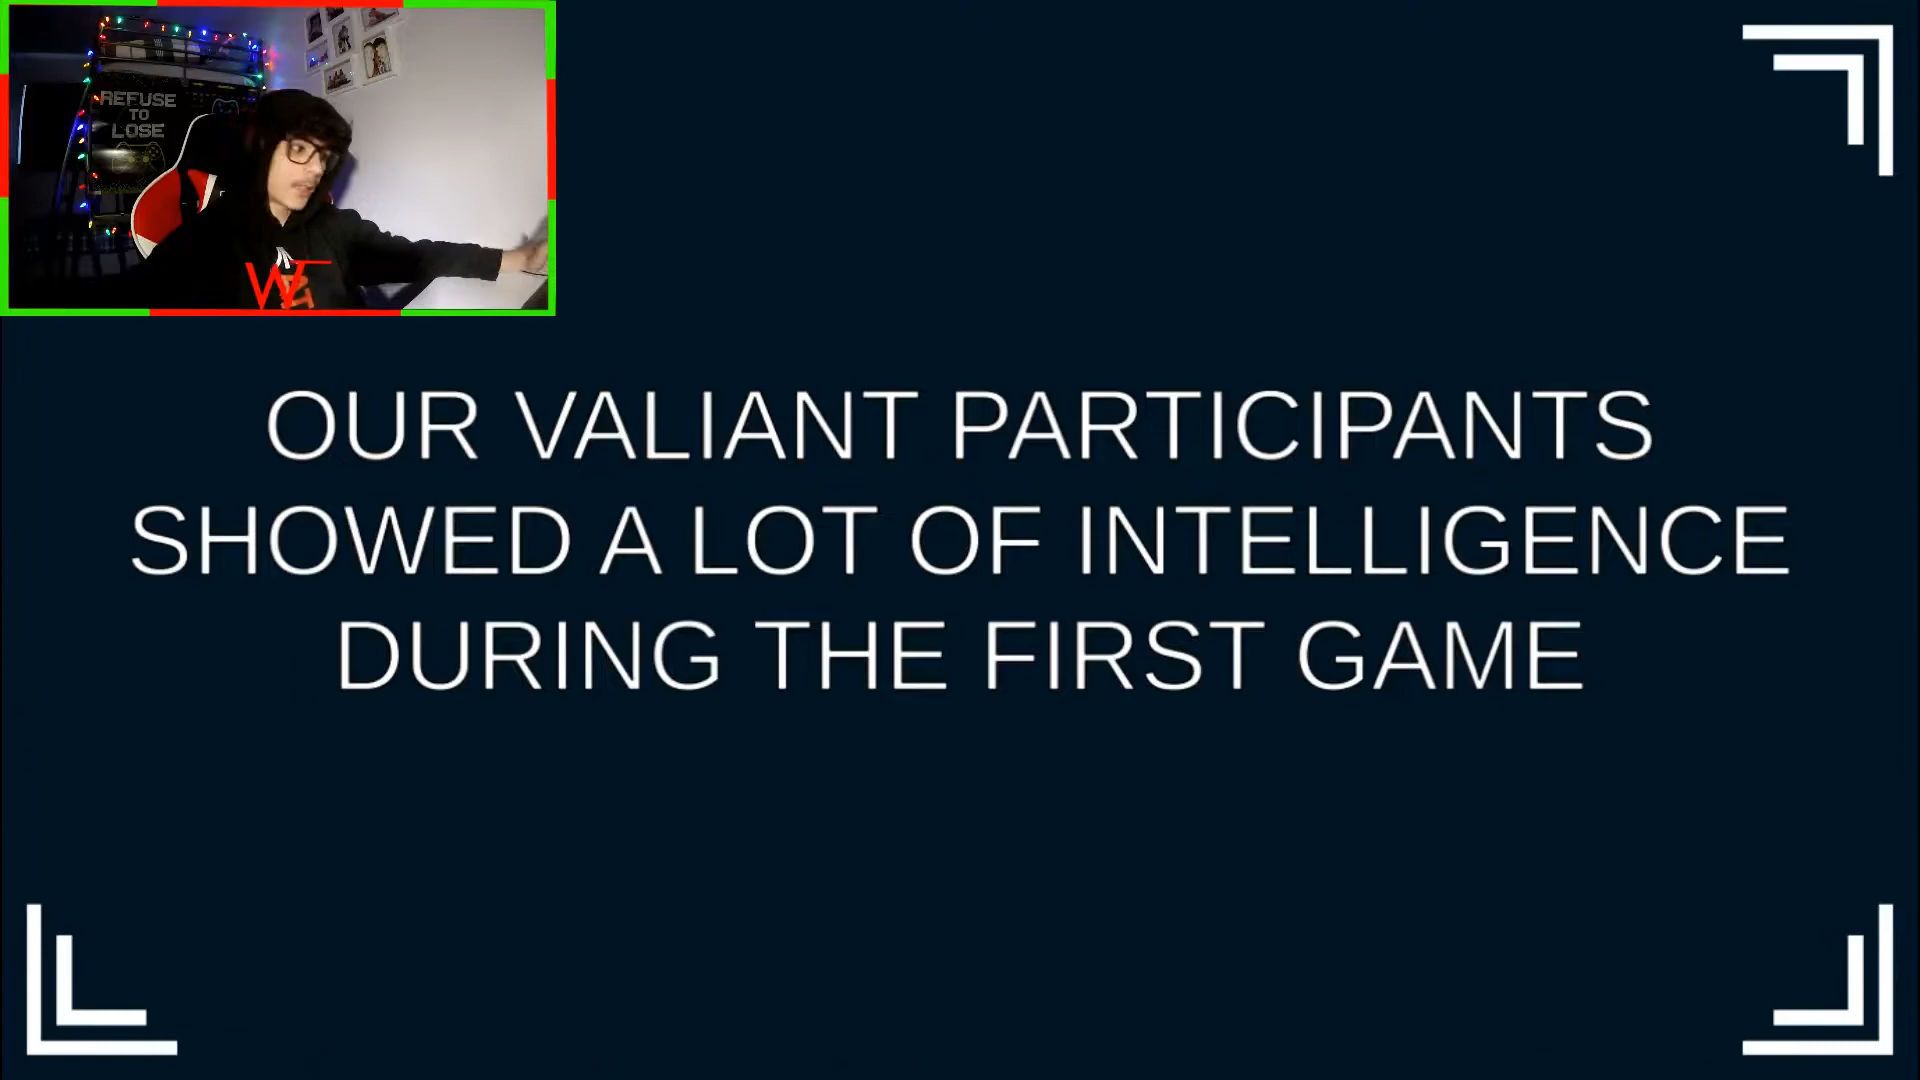 REFUSE
TO
LOSE
OUR VALIANT PARTICIPANTS
SHOWED A LOT OF INTELLIGENCE
DURING THE FIRST GAME